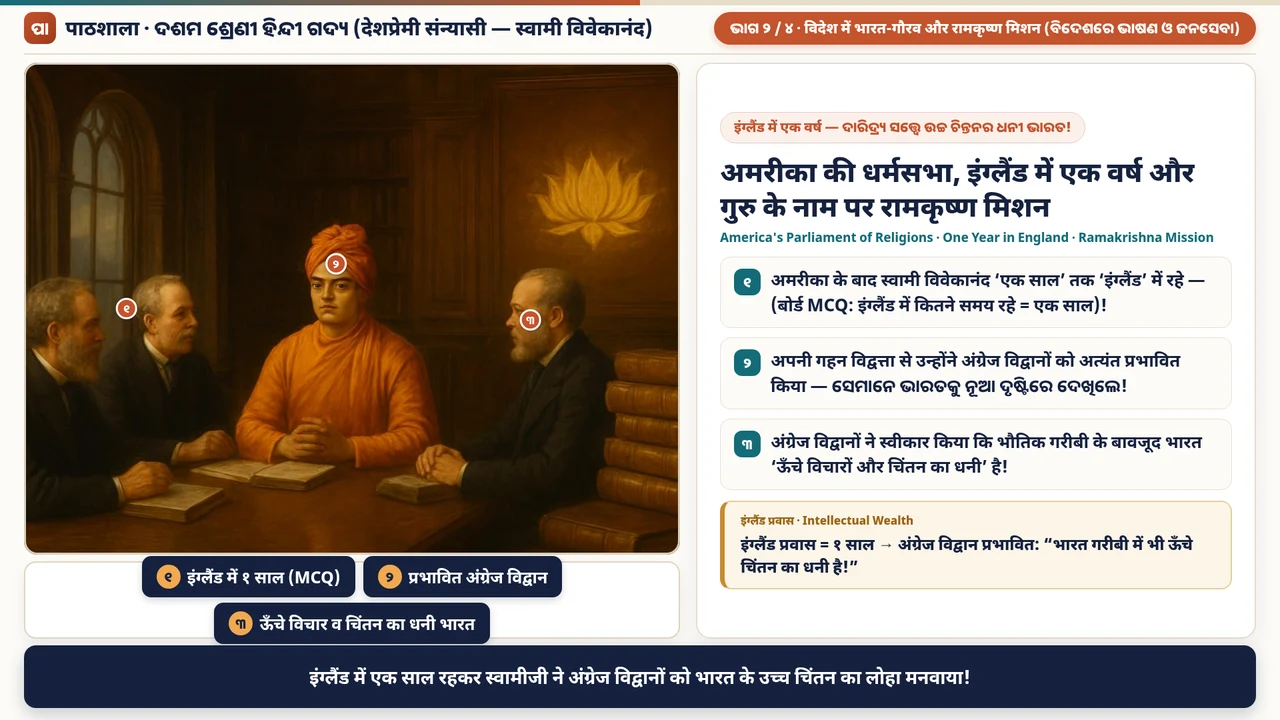 ପା पाठशाला · ଦଶମ ଶ୍ରେଣୀ ହିନ୍ଦୀ ଗଦ୍ୟ (देशप्रेमी संन्यासी — स्वामी विवेकानंद)
ଭାଗ ୨ / ୪ · विदेश में भारत-गौरव और रामकृष्ण मिशन (ବିଦେଶରେ ଭାଷଣ ଓ ଜନସେବା)
इंग्लैंड में एक वर्ष — ଦାରିଦ୍ର୍ୟ ସତ୍ତ୍ୱେ ଉଚ୍ଚ ଚିନ୍ତନର ଧନୀ ଭାରତ!
अमरीका की धर्मसभा, इंग्लैंड में एक वर्ष और
गुरु के नाम पर रामकृष्ण मिशन
America's Parliament of Religions · One Year in England · Ramakrishna Mission
୧ अमरीका के बाद स्वामी विवेकानंद ‘एक साल’ तक ‘इंग्लैंड’ में रहे —
(बोर्ड MCQ: इंग्लैंड में कितने समय रहे = एक साल)!
୨ अपनी गहन विद्वत्ता से उन्होंने अंग्रेज विद्वानों को अत्यंत प्रभावित
किया — ସେମାନେ ଭାରତକୁ ନୂଆ ଦୃଷ୍ଟିରେ ଦେଖିଲେ!
୩ अंग्रेज विद्वानों ने स्वीकार किया कि भौतिक गरीबी के बावजूद भारत
‘ऊँचे विचारों और चिंतन का धनी’ है!
इंग्लैंड प्रवास · Intellectual Wealth
इंग्लैंड प्रवास = १ साल → अंग्रेज विद्वान प्रभावित: “भारत गरीबी में भी ऊँचे
चिंतन का धनी है!”
୧
୨
୩
୧ इंग्लैंड में १ साल (MCQ)
୨ प्रभावित अंग्रेज विद्वान
୩ ऊँचे विचार व चिंतन का धनी भारत
इंग्लैंड में एक साल रहकर स्वामीजी ने अंग्रेज विद्वानों को भारत के उच्च चिंतन का लोहा मनवाया!